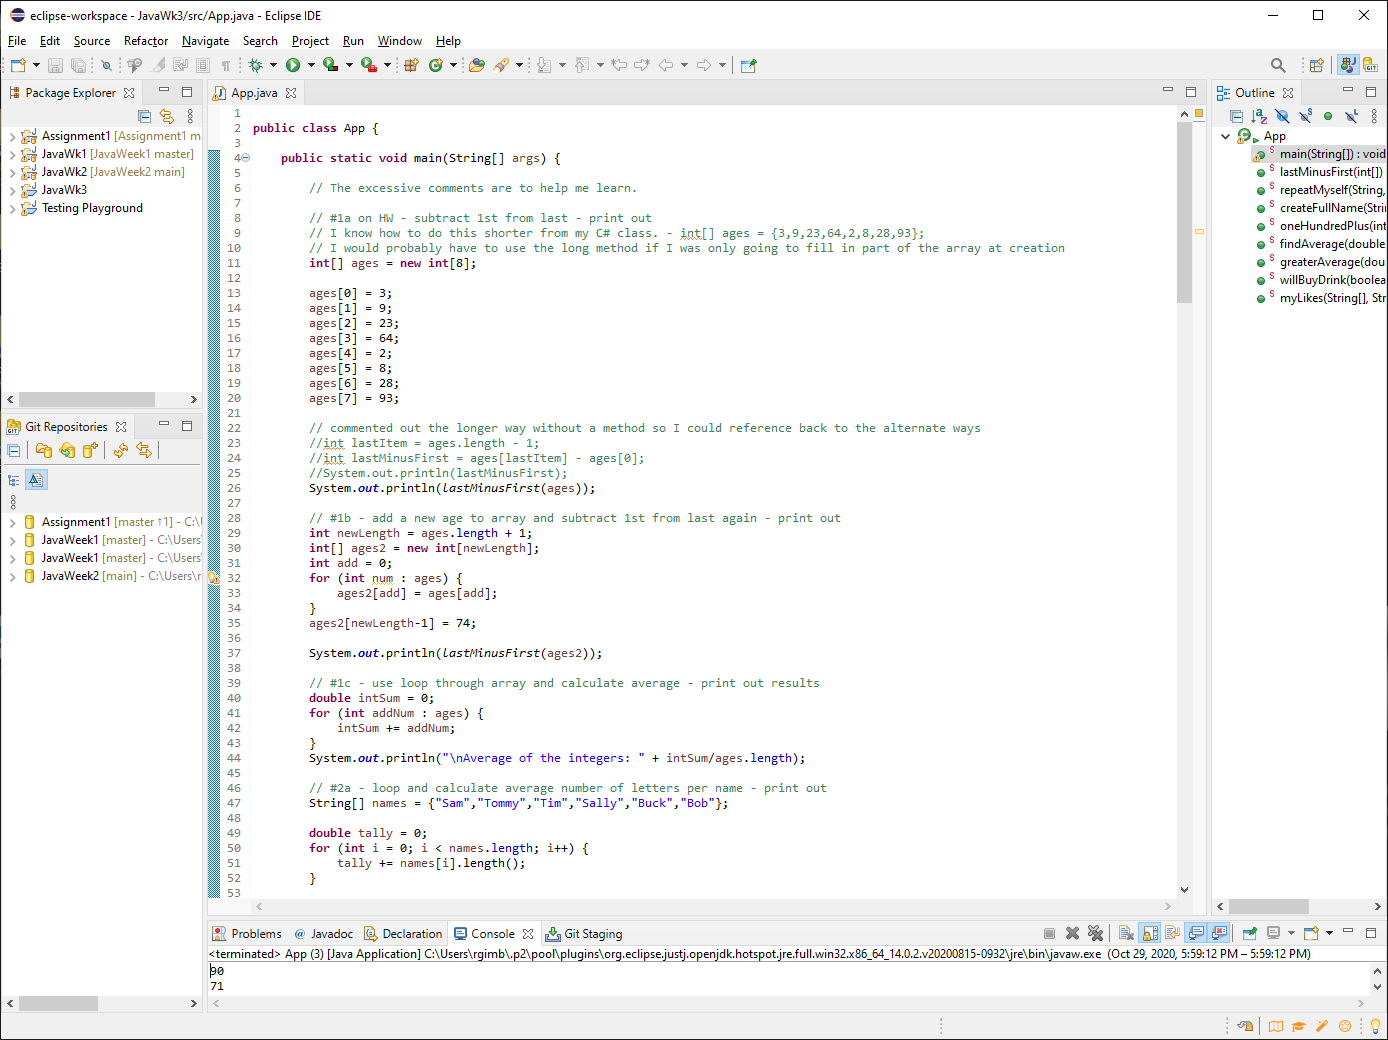 eclipse-workspace - JavaWk3/src/App.java - Eclipse IDE
File Edit Source Refactor Navigate Search Project Run Window Help
Package Explorer
Assignment1 [Assignment1 m
JavaWk1 [JavaWeek1 master]
JavaWk2 [JavaWeek2 main]
JavaWk3
Testing Playground
Git Repositories
Assignment1 [master ↑1] - C:\U
JavaWeek1 [master] - C:\Users
JavaWeek1 [master] - C:\Users
JavaWeek2 [main] - C:\Users\r
App.java
1
2 public class App {
3
4 public static void main(String[] args) {
5
6 // The excessive comments are to help me learn.
7
8 // #1a on HW - subtract 1st from last - print out
9 // I know how to do this shorter from my C# class. - int[] ages = {3,9,23,64,2,8,28,93};
10 // I would probably have to use the long method if I was only going to fill in part of the array at creation
11 int[] ages = new int[8];
12
13 ages[0] = 3;
14 ages[1] = 9;
15 ages[2] = 23;
16 ages[3] = 64;
17 ages[4] = 2;
18 ages[5] = 8;
19 ages[6] = 28;
20 ages[7] = 93;
21
22 // commented out the longer way without a method so I could reference back to the alternate ways
23 //int lastItem = ages.length - 1;
24 //int lastMinusFirst = ages[lastItem] - ages[0];
25 //System.out.println(lastMinusFirst);
26 System.out.println(lastMinusFirst(ages));
27
28 // #1b - add a new age to array and subtract 1st from last again - print out
29 int newLength = ages.length + 1;
30 int[] ages2 = new int[newLength];
31 int add = 0;
32 for (int num : ages) {
33 ages2[add] = ages[add];
34 }
35 ages2[newLength-1] = 74;
36
37 System.out.println(lastMinusFirst(ages2));
38
39 // #1c - use loop through array and calculate average - print out results
40 double intSum = 0;
41 for (int addNum : ages) {
42 intSum += addNum;
43 }
44 System.out.println("\nAverage of the integers: " + intSum/ages.length);
45
46 // #2a - loop and calculate average number of letters per name - print out
47 String[] names = {"Sam","Tommy","Tim","Sally","Buck","Bob"};
48
49 double tally = 0;
50 for (int i = 0; i < names.length; i++) {
51 tally += names[i].length();
52 }
53
Outline
App
main(String[]) : void
lastMinusFirst(int[])
repeatMyself(String,
createFullName(Stri
oneHundredPlus(int
findAverage(double
greaterAverage(dou
willBuyDrink(boolea
myLikes(String[], Str
Problems Javadoc Declaration Console Git Staging
<terminated> App (3) [Java Application] C:\Users\rgimb\.p2\pool\plugins\org.eclipse.justj.openjdk.hotspot.jre.full.win32.x86_64_14.0.2.v20200815-0932\jre\bin\javaw.exe (Oct 29, 2020, 5:59:12 PM – 5:59:12 PM)
90
71